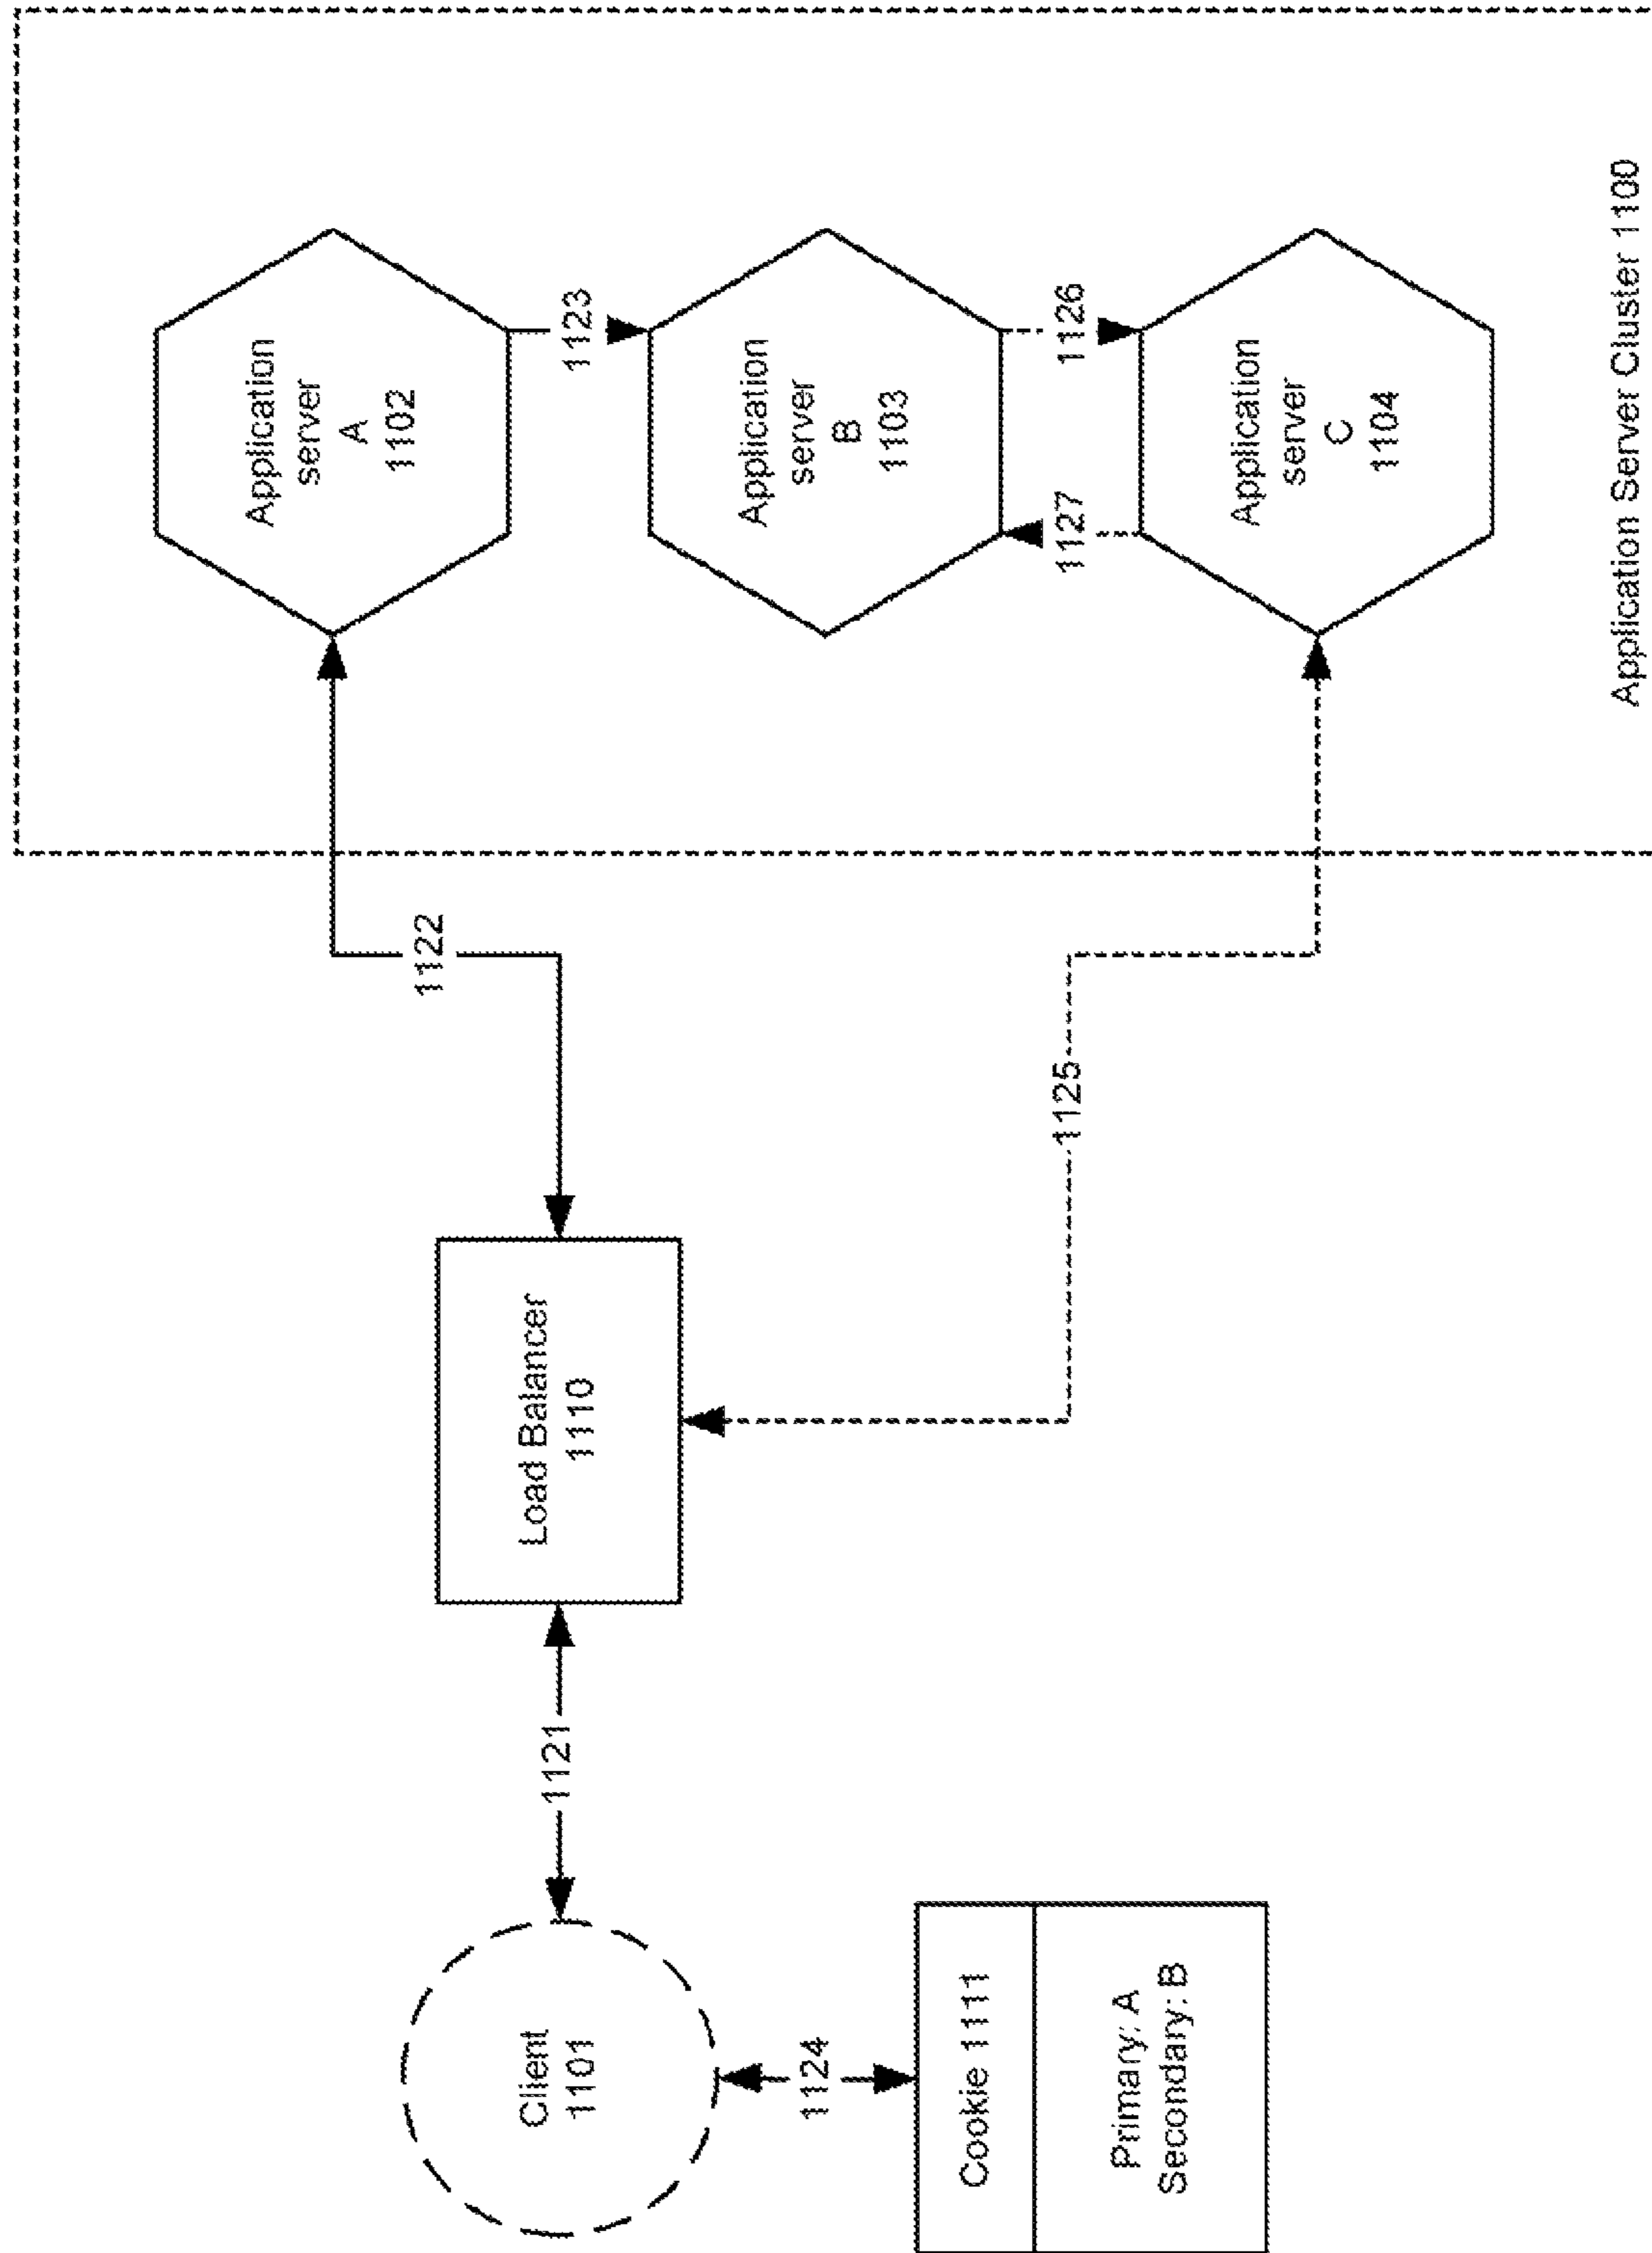 Client
1101
1121
1124
Cookie 1111
Primary: A
Secondary: B
Load Balancer
1110
1122
1125
Application
server
A
1102
1123
Application
server
B
1103
1127
1126
Application
server
C
1104
Application Server Cluster 1100